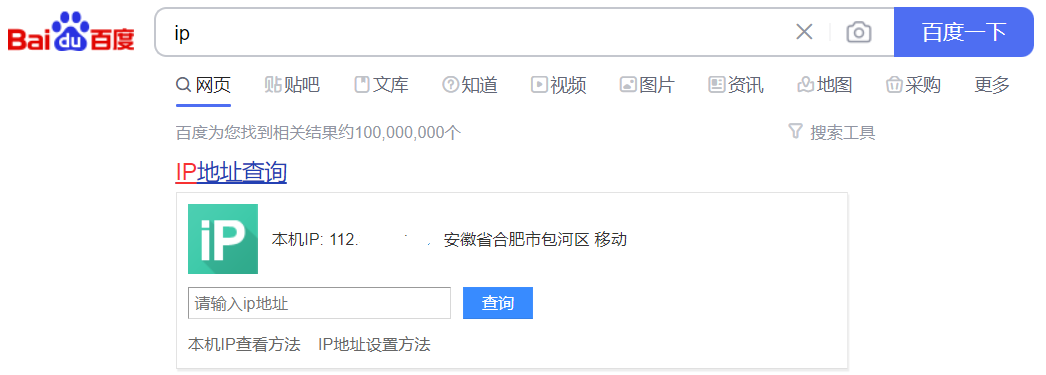 Bai du 百度 ip 百度一下
网页 贴吧 文库 知道 视频 图片 资讯 地图 采购 更多
百度为您找到相关结果约100,000,000个 搜索工具
IP地址查询
iP 本机IP: 112. 安徽省合肥市包河区 移动
请输入ip地址 查询
本机IP查看方法 IP地址设置方法